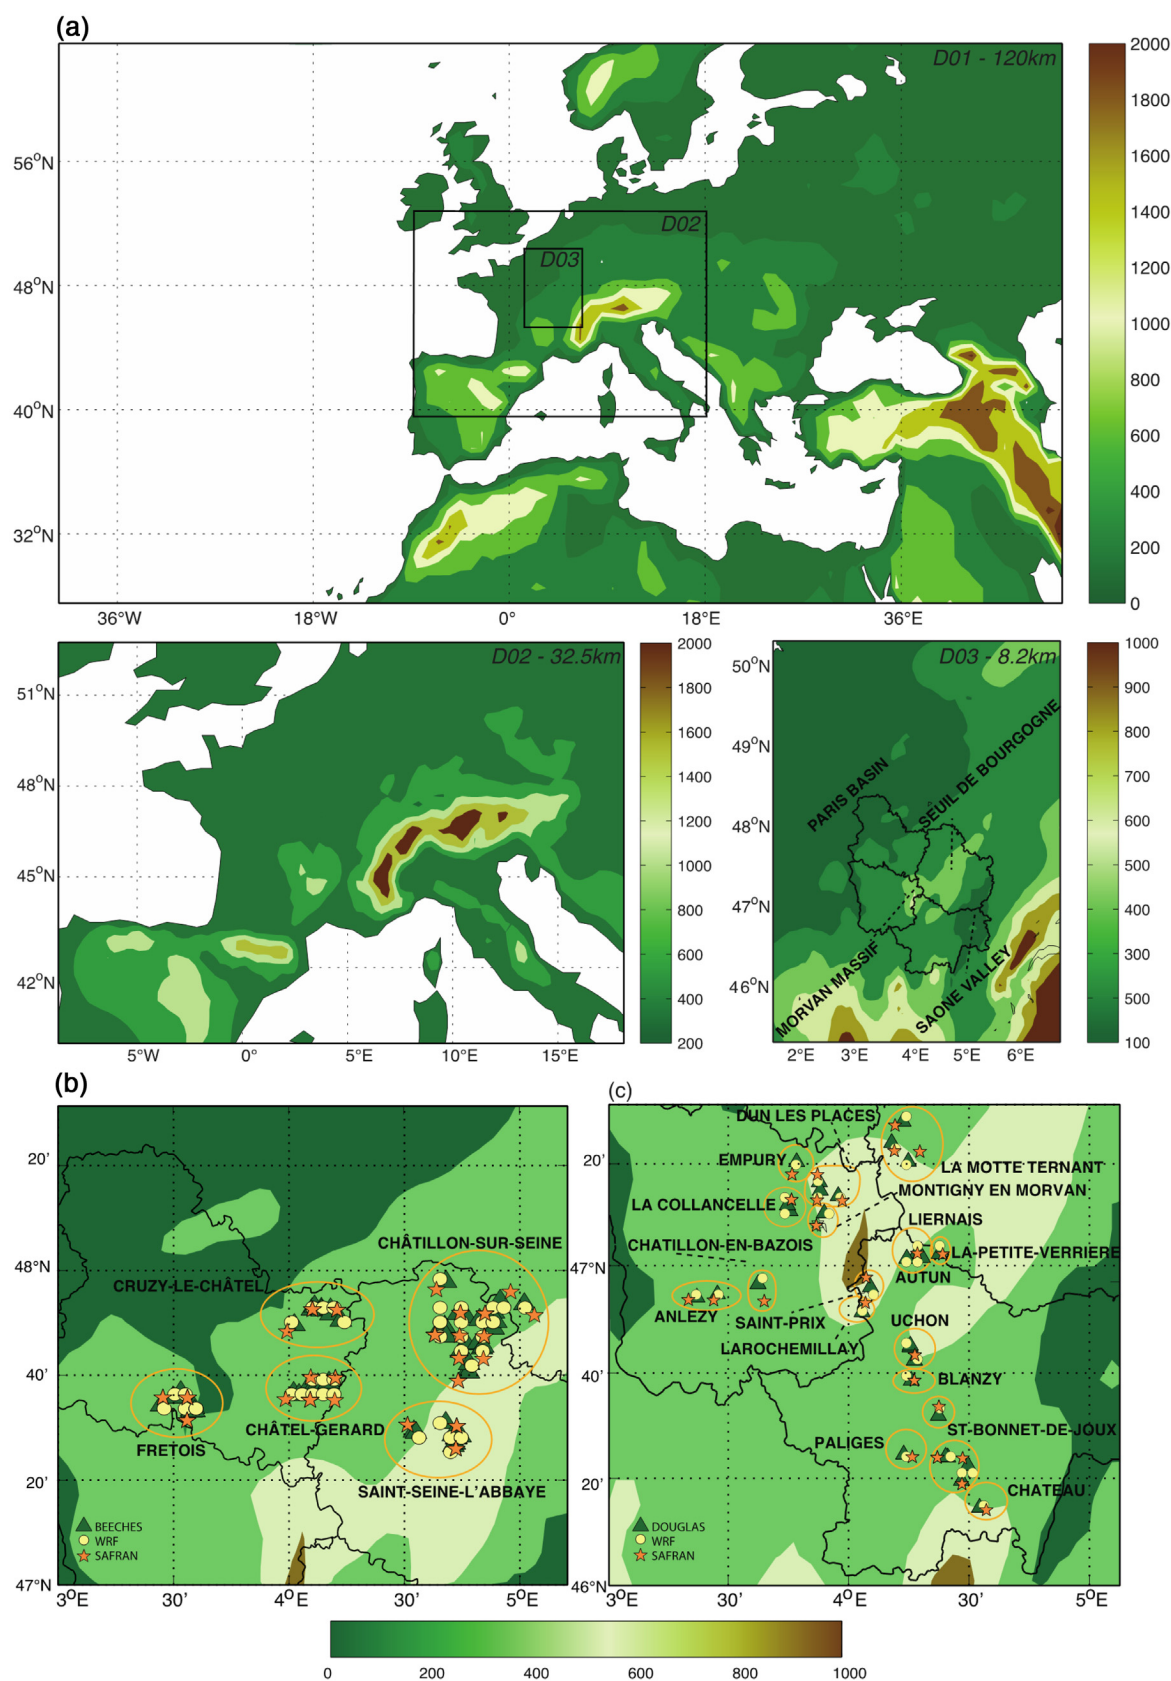 (a)
D01 - 120km
D02
D03
56°N
48°N
40°N
32°N
36°W
18°W
0°
18°E
36°E
2000
1800
1600
1400
1200
1000
800
600
400
200
0
D02 - 32.5km
51°N
48°N
45°N
42°N
5°W
0°
5°E
10°E
15°E
2000
1800
1600
1400
1200
1000
800
600
400
200
D03 - 8.2km
50°N
49°N
48°N
47°N
46°N
2°E
3°E
4°E
5°E
6°E
PARIS BASIN
SEUIL DE BOURGOGNE
MORVAN MASSIF
SAONE VALLEY
1000
900
800
700
600
500
400
300
500
100
(b)
20'
48°N
40'
20'
47°N
3°E
30'
4°E
30'
5°E
CHÂTILLON-SUR-SEINE
CRUZY-LE-CHÂTEL
CHÂTEL-GERARD
FRETOIS
SAINT-SEINE-L'ABBAYE
BEECHES
WRF
SAFRAN
(c)
20'
47°N
40'
20'
46°N
3°E
30'
4°E
30'
5°E
DUN LES PLACES
EMPURY
LA MOTTE TERNANT
MONTIGNY EN MORVAN
LA COLLANCELLE
LIERNAIS
CHATILLON-EN-BAZOIS
LA-PETITE-VERRIERE
AUTUN
ANLEZY
SAINT-PRIX
UCHON
LAROCHEMILLAY
BLANZY
ST-BONNET-DE-JOUX
PALIGES
CHATEAU
DOUGLAS
WRF
SAFRAN
0
200
400
600
800
1000